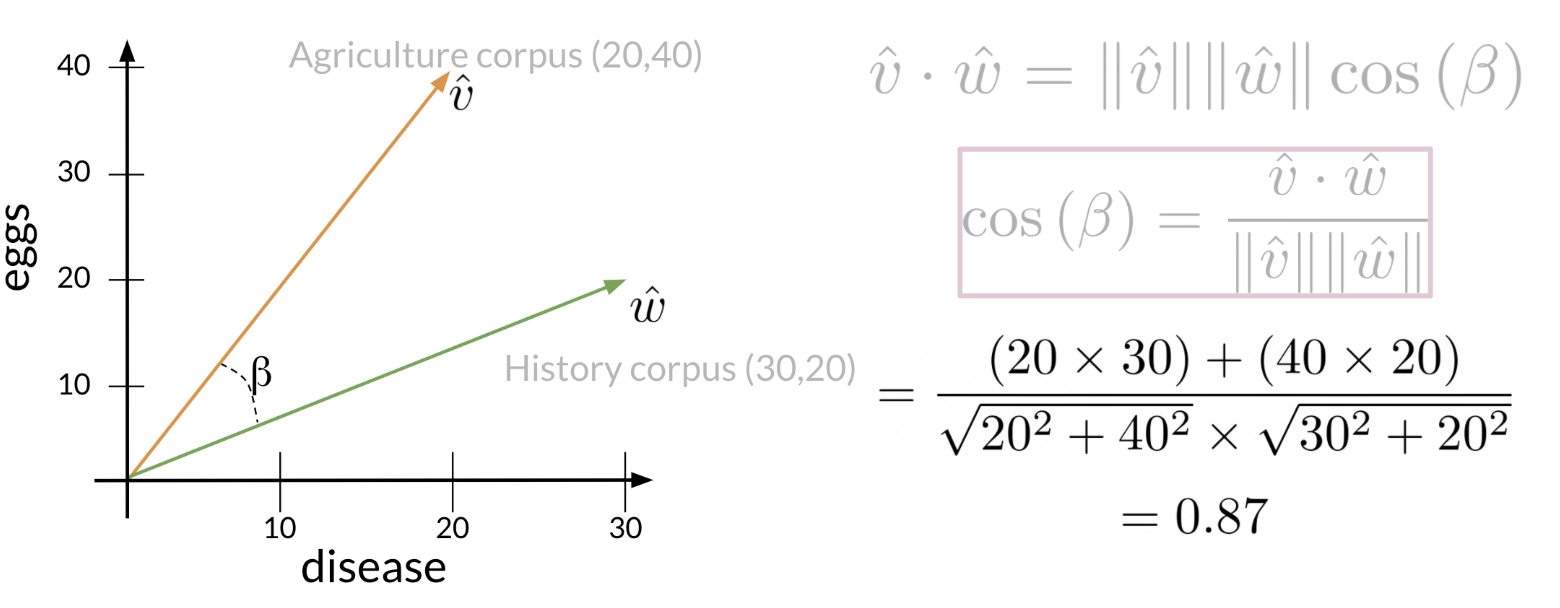 Agriculture corpus (20,40)
40
v̂
30
eggs
20
ŵ
β
History corpus (30,20)
10
10 20 30
disease
v̂ · ŵ = ||v̂|| ||ŵ|| cos (β)
cos (β) = v̂ · ŵ / ||v̂|| ||ŵ||
= (20 × 30) + (40 × 20) / √(20² + 40²) × √(30² + 20²)
= 0.87